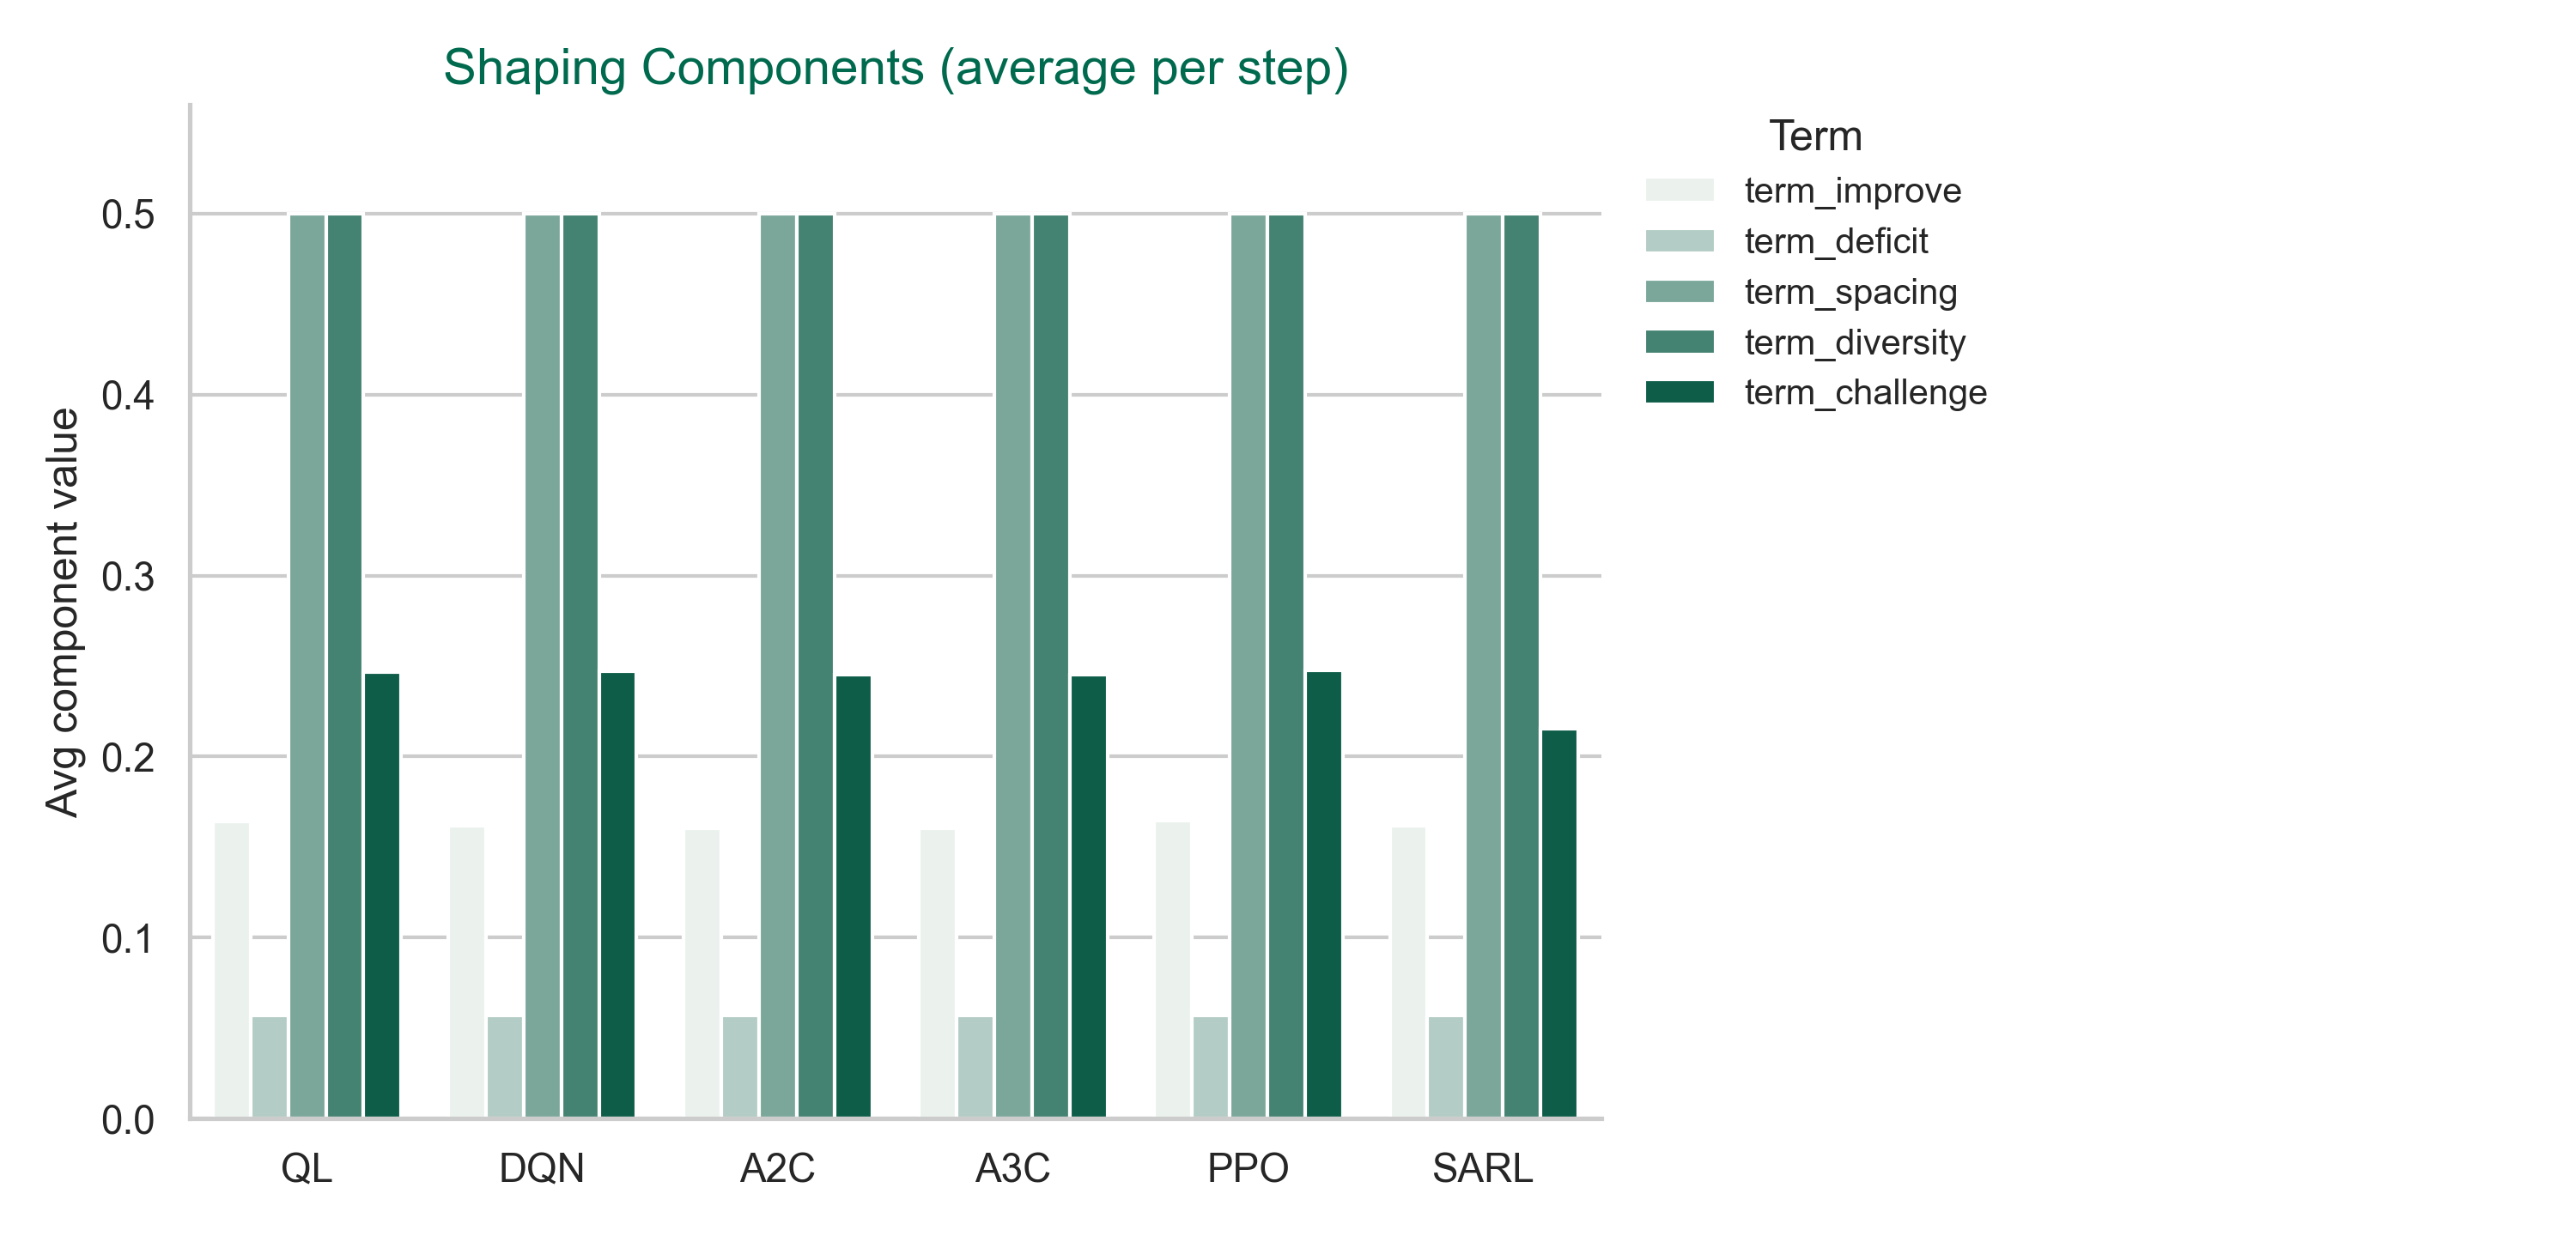 Shaping Components (average per step)
Term
term_improve
term_deficit
term_spacing
term_diversity
term_challenge
Avg component value
0.5
0.4
0.3
0.2
0.1
0.0
QL DQN A2C A3C PPO SARL